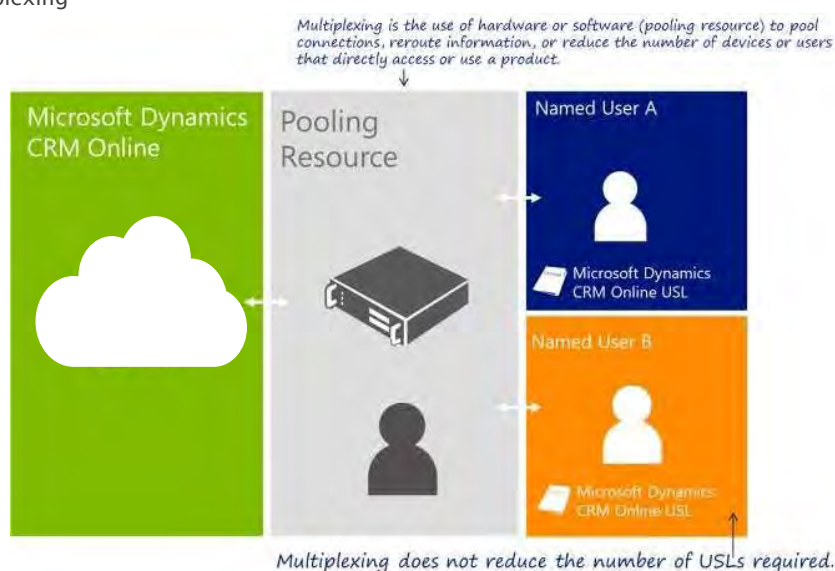 plexing
Multiplexing is the use of hardware or software (pooling resource) to pool
connections, reroute information, or reduce the number of devices or users
that directly access or use a product.
Microsoft Dynamics
CRM Online
Pooling
Resource
Named User A
Microsoft Dynamics
CRM Online USL
Named User B
Microsoft Dynamics
CRM Online USL
Multiplexing does not reduce the number of USLs required.